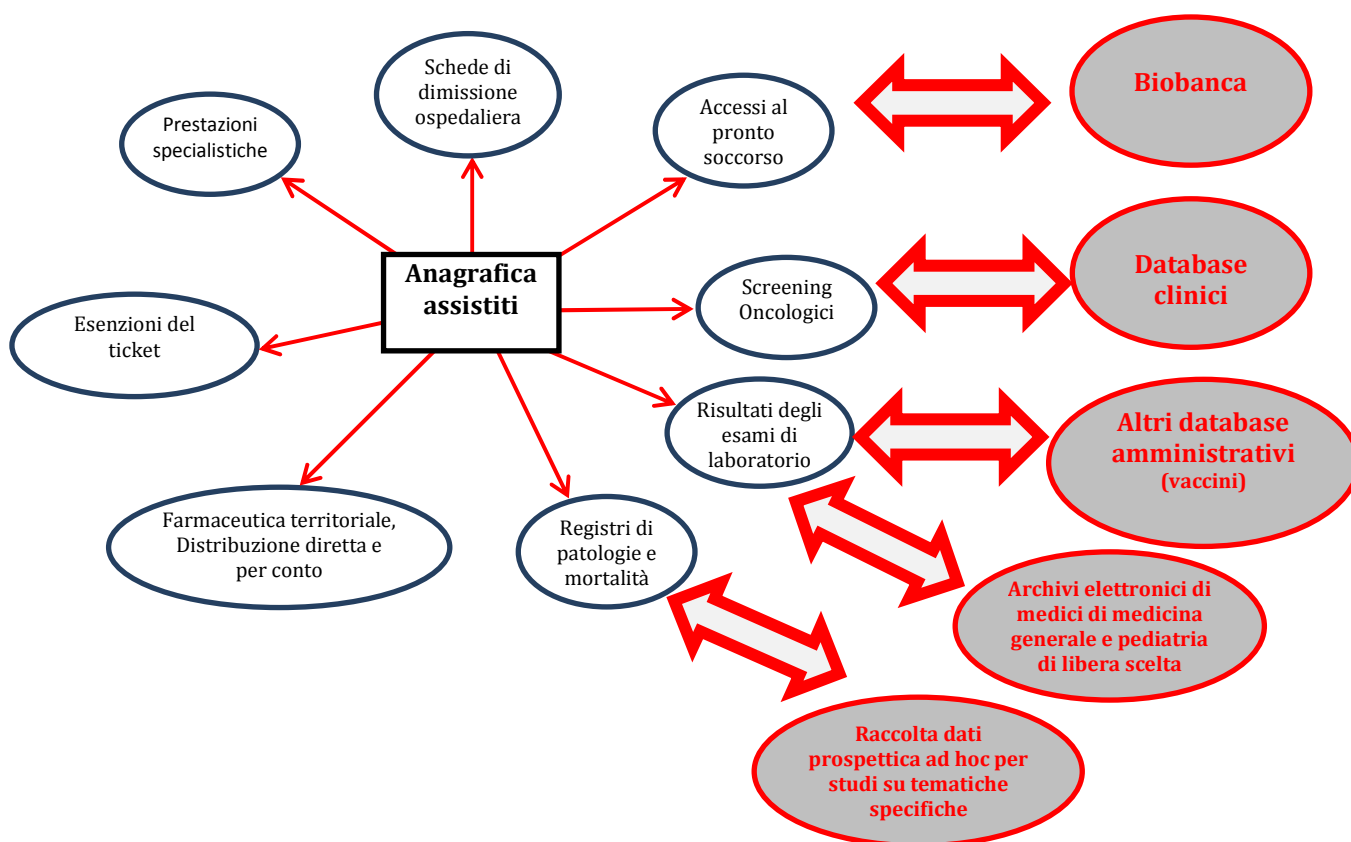 Schede di
dimissione
ospedaliera
Prestazioni
specialistiche
Accessi al
pronto
soccorso
Biobanca
Anagrafica
assistiti
Screening
Oncologici
Database
clinici
Esenzioni del
ticket
Risultati degli
esami di
laboratorio
Altri database
amministrativi
(vaccini)
Farmaceutica territoriale,
Distribuzione diretta e
per conto
Registri di
patologie e
mortalità
Archivi elettronici di
medici di medicina
generale e pediatria
di libera scelta
Raccolta dati
prospettica ad hoc per
studi su tematiche
specifiche